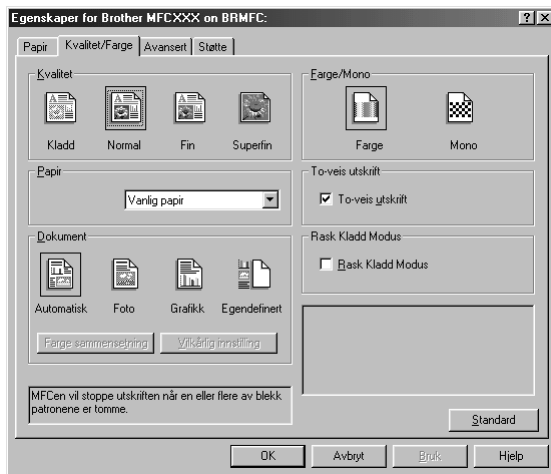 Egenskaper for Brother MFCXXX on BRMFC:
Papir Kvalitet/Farge Avansert Støtte
Kvalitet
Kladd Normal Fin Superfin
Farge/Mono
Farge Mono
Papir
Vanlig papir
To-veis utskrift
To-veis utskrift
Dokument
Automatisk Foto Grafikk Egendefinert
Farge sammensetning Vilkårlig innstilling
Rask Kladd Modus
Rask Kladd Modus
MFCen vil stoppe utskriften når en eller flere av blekk
patronene er tomme.
Standard
OK Avbryt Bruk Hjelp